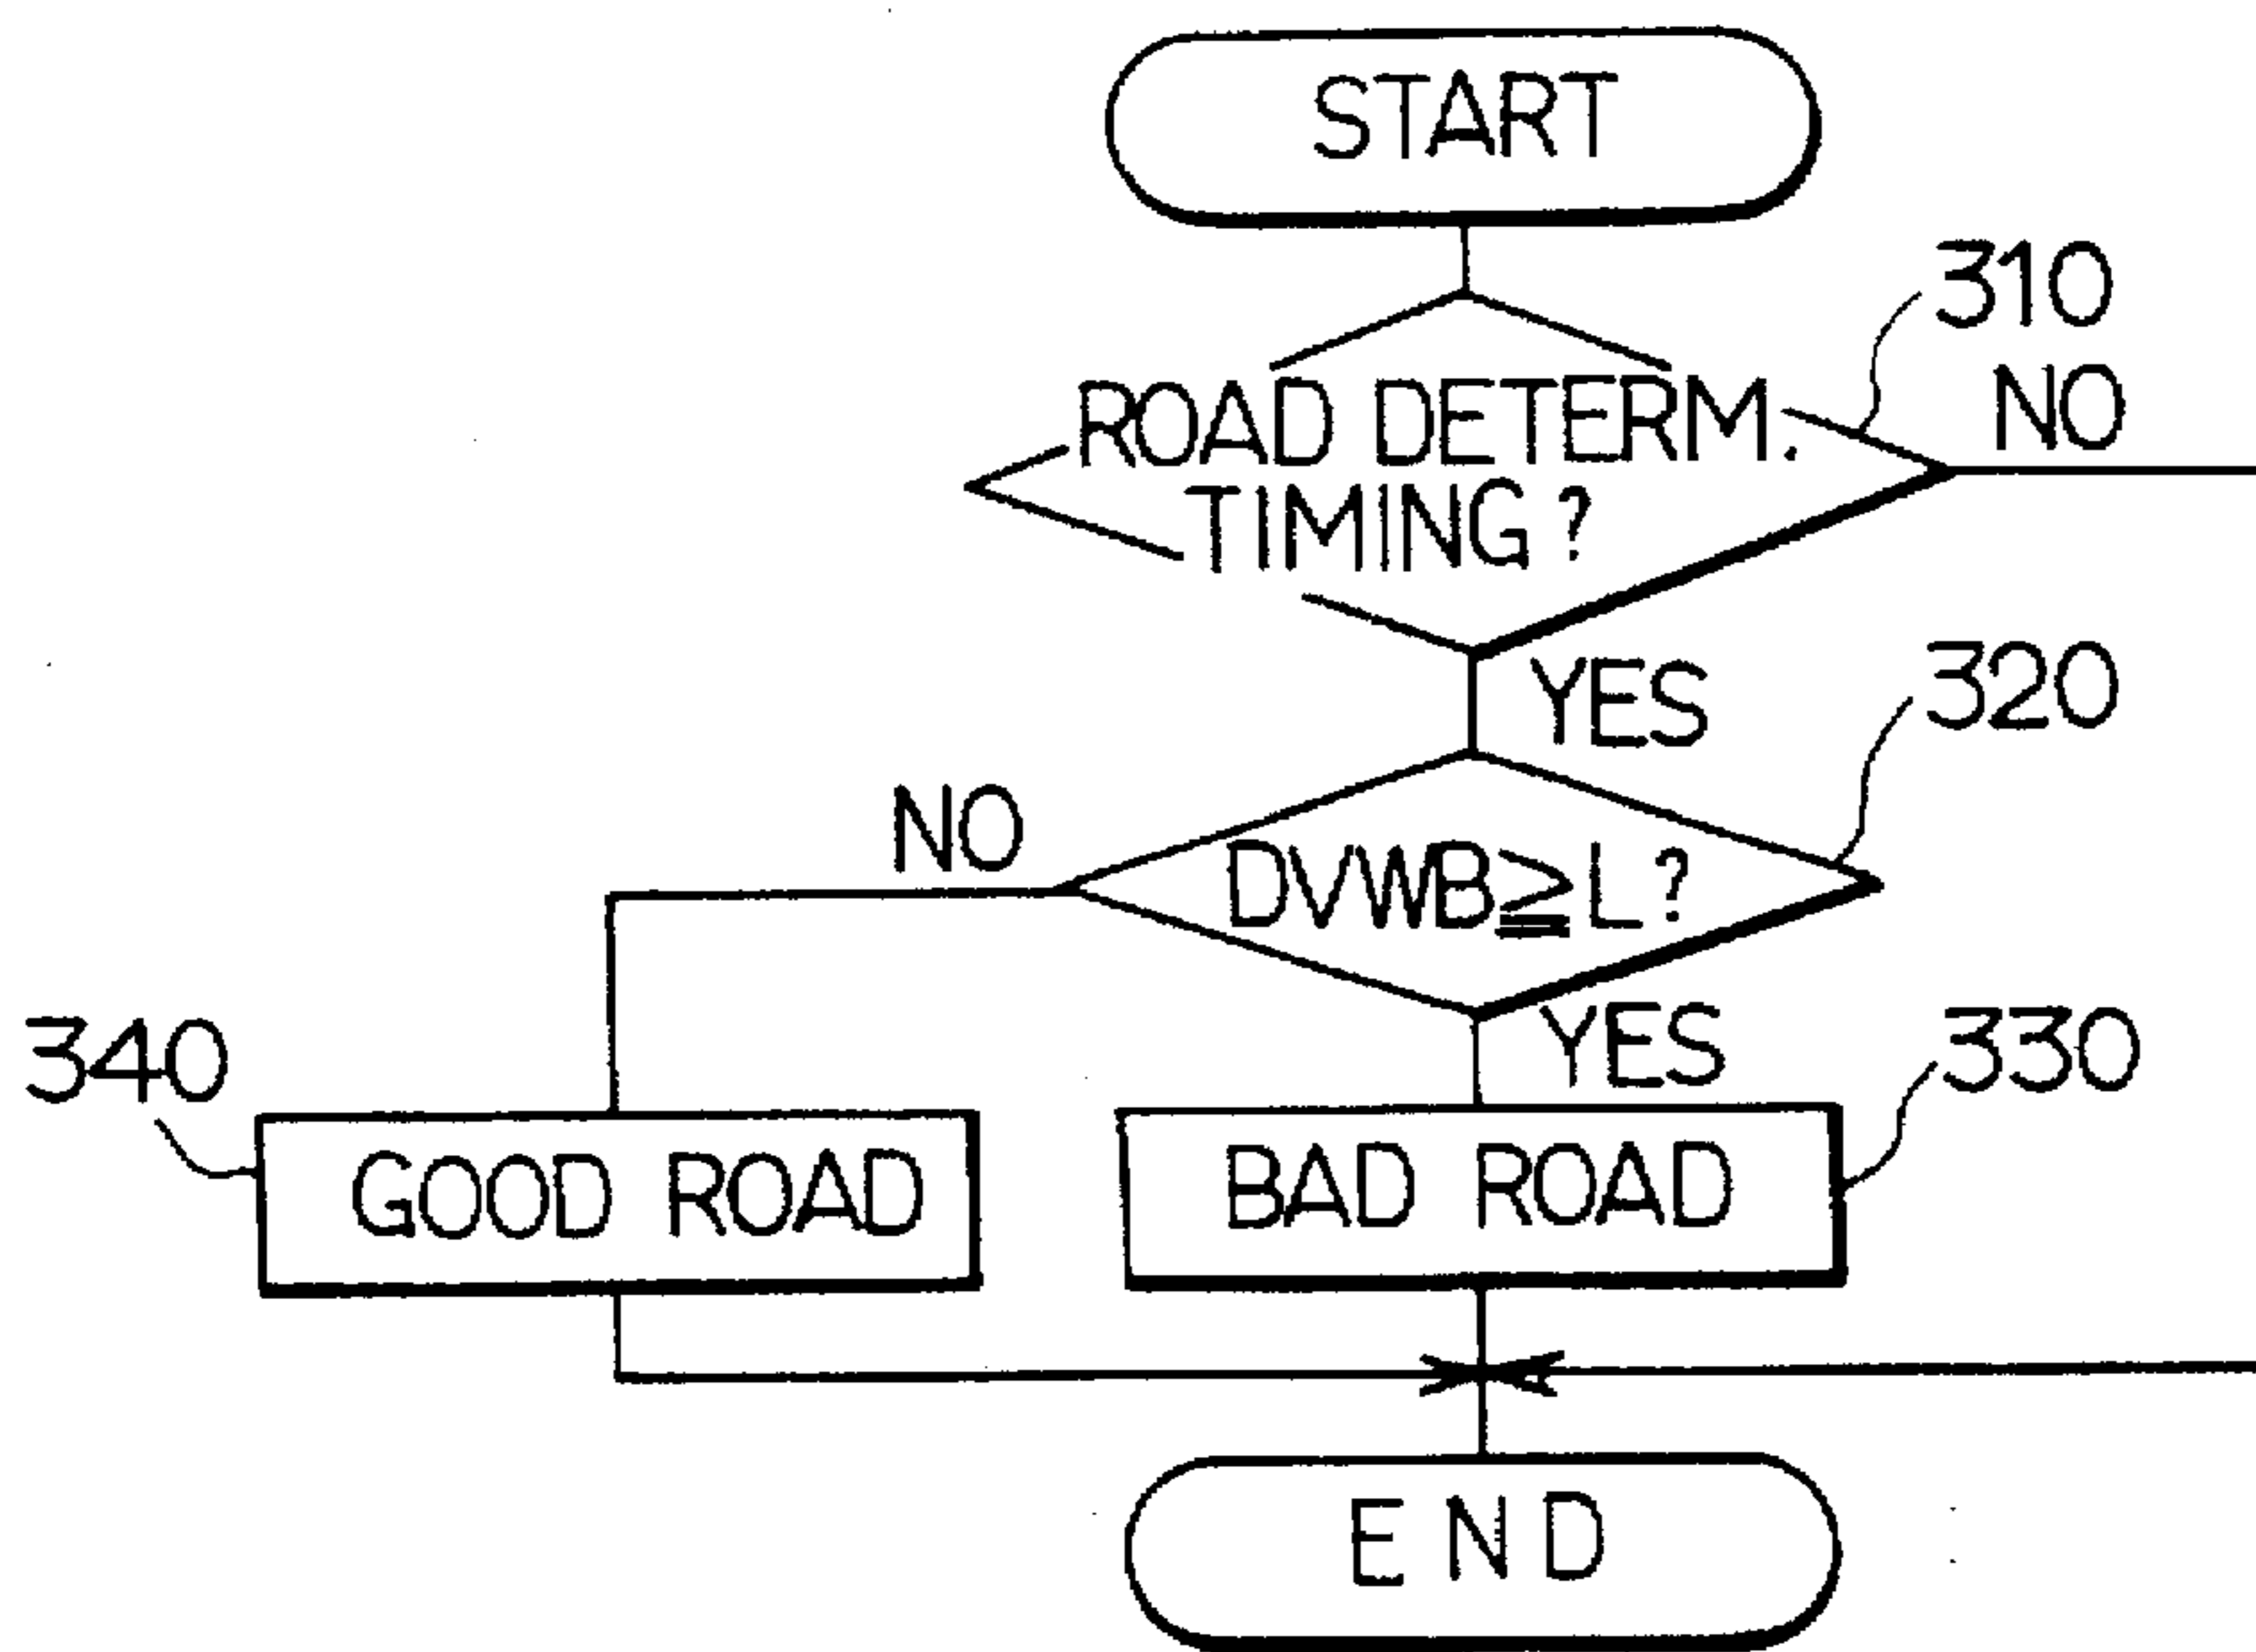 START
310
NO
ROAD DETERM.
TIMING ?
YES
320
NO
DVWB≧L ?
YES
340
330
GOOD ROAD
BAD ROAD
END